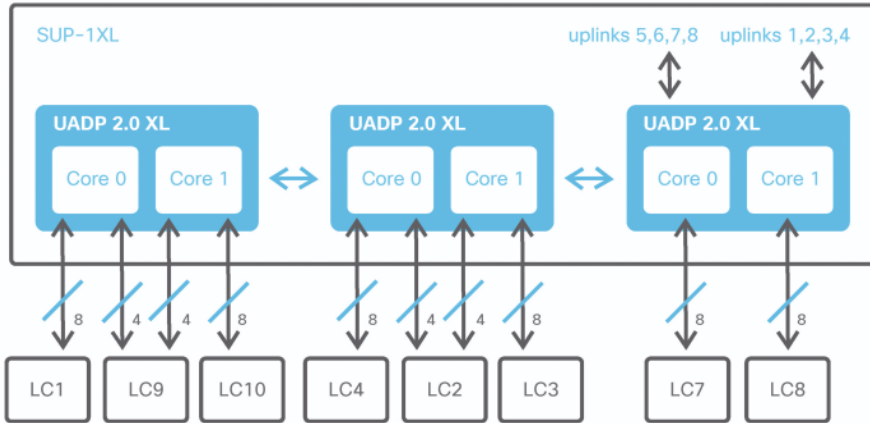 SUP-1XL
uplinks 5,6,7,8 uplinks 1,2,3,4
UADP 2.0 XL UADP 2.0 XL UADP 2.0 XL
Core 0 Core 1 Core 0 Core 1 Core 0 Core 1
8 4 4 8 8 4 4 8 8 8
LC1 LC9 LC10 LC4 LC2 LC3 LC7 LC8